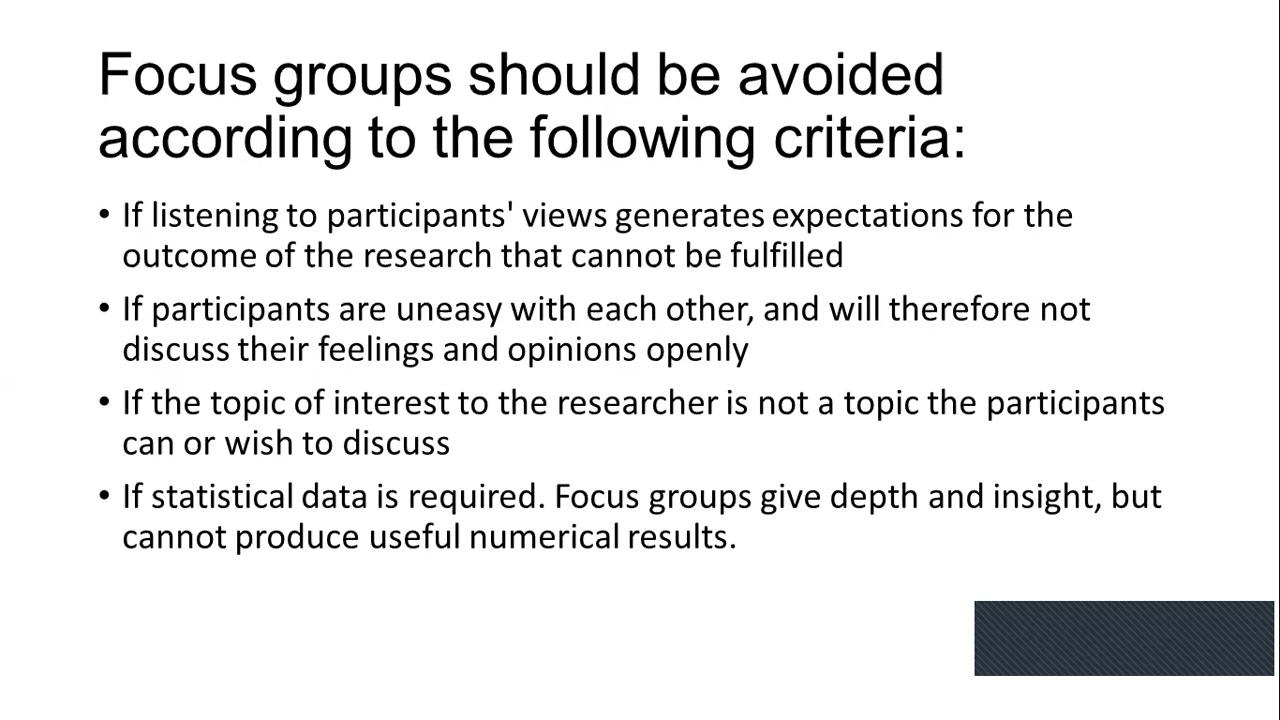 Focus groups should be avoided
according to the following criteria:
• If listening to participants' views generates expectations for the
outcome of the research that cannot be fulfilled
• If participants are uneasy with each other, and will therefore not
discuss their feelings and opinions openly
• If the topic of interest to the researcher is not a topic the participants
can or wish to discuss
• If statistical data is required. Focus groups give depth and insight, but
cannot produce useful numerical results.